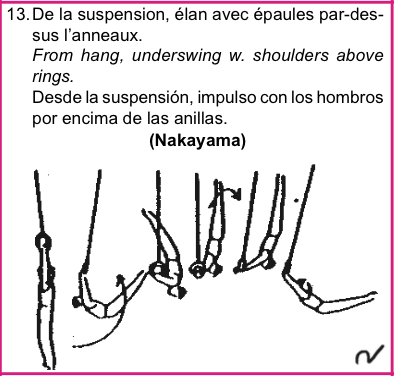 13. De la suspension, élan avec épaules par-des-
sus l'anneaux.
From hang, underswing w. shoulders above
rings.
Desde la suspensión, impulso con los hombros
por encima de las anillas.
(Nakayama)